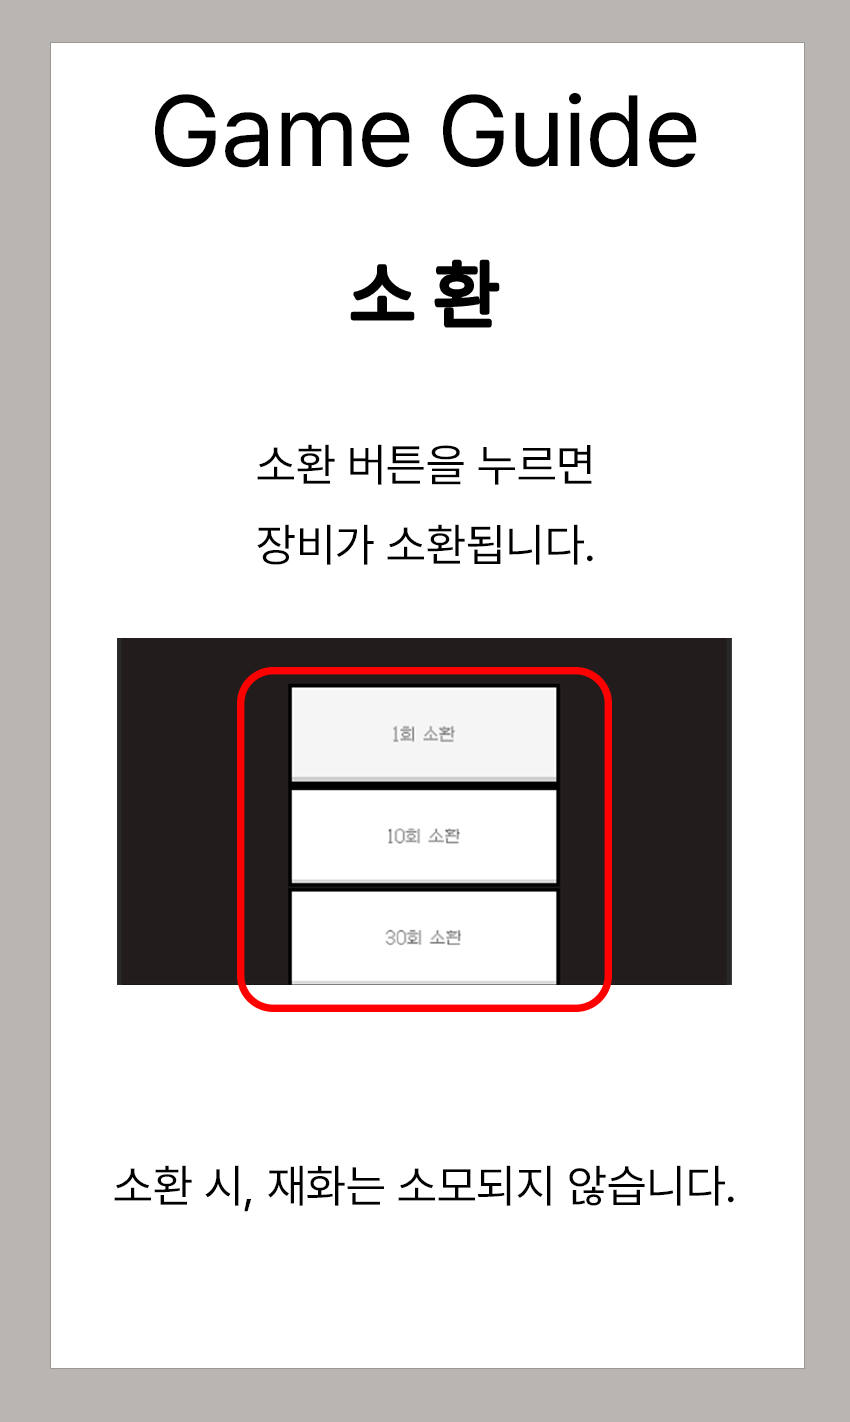 Game Guide
소 환
소환 버튼을 누르면
장비가 소환됩니다.
1회 소환
10회 소환
30회 소환
소환 시, 재화는 소모되지 않습니다.